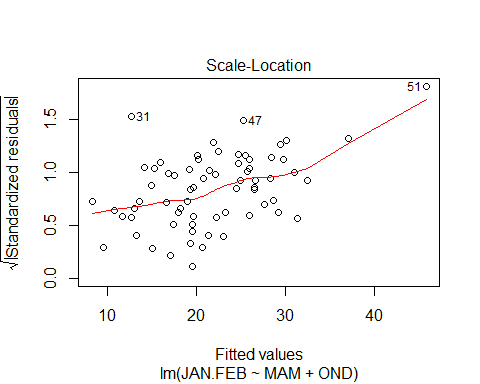 Scale-Location
√|Standardized residuals|
1.5
1.0
0.5
0.0
31
47
51
10
20
30
40
Fitted values
lm(JAN.FEB ~ MAM + OND)